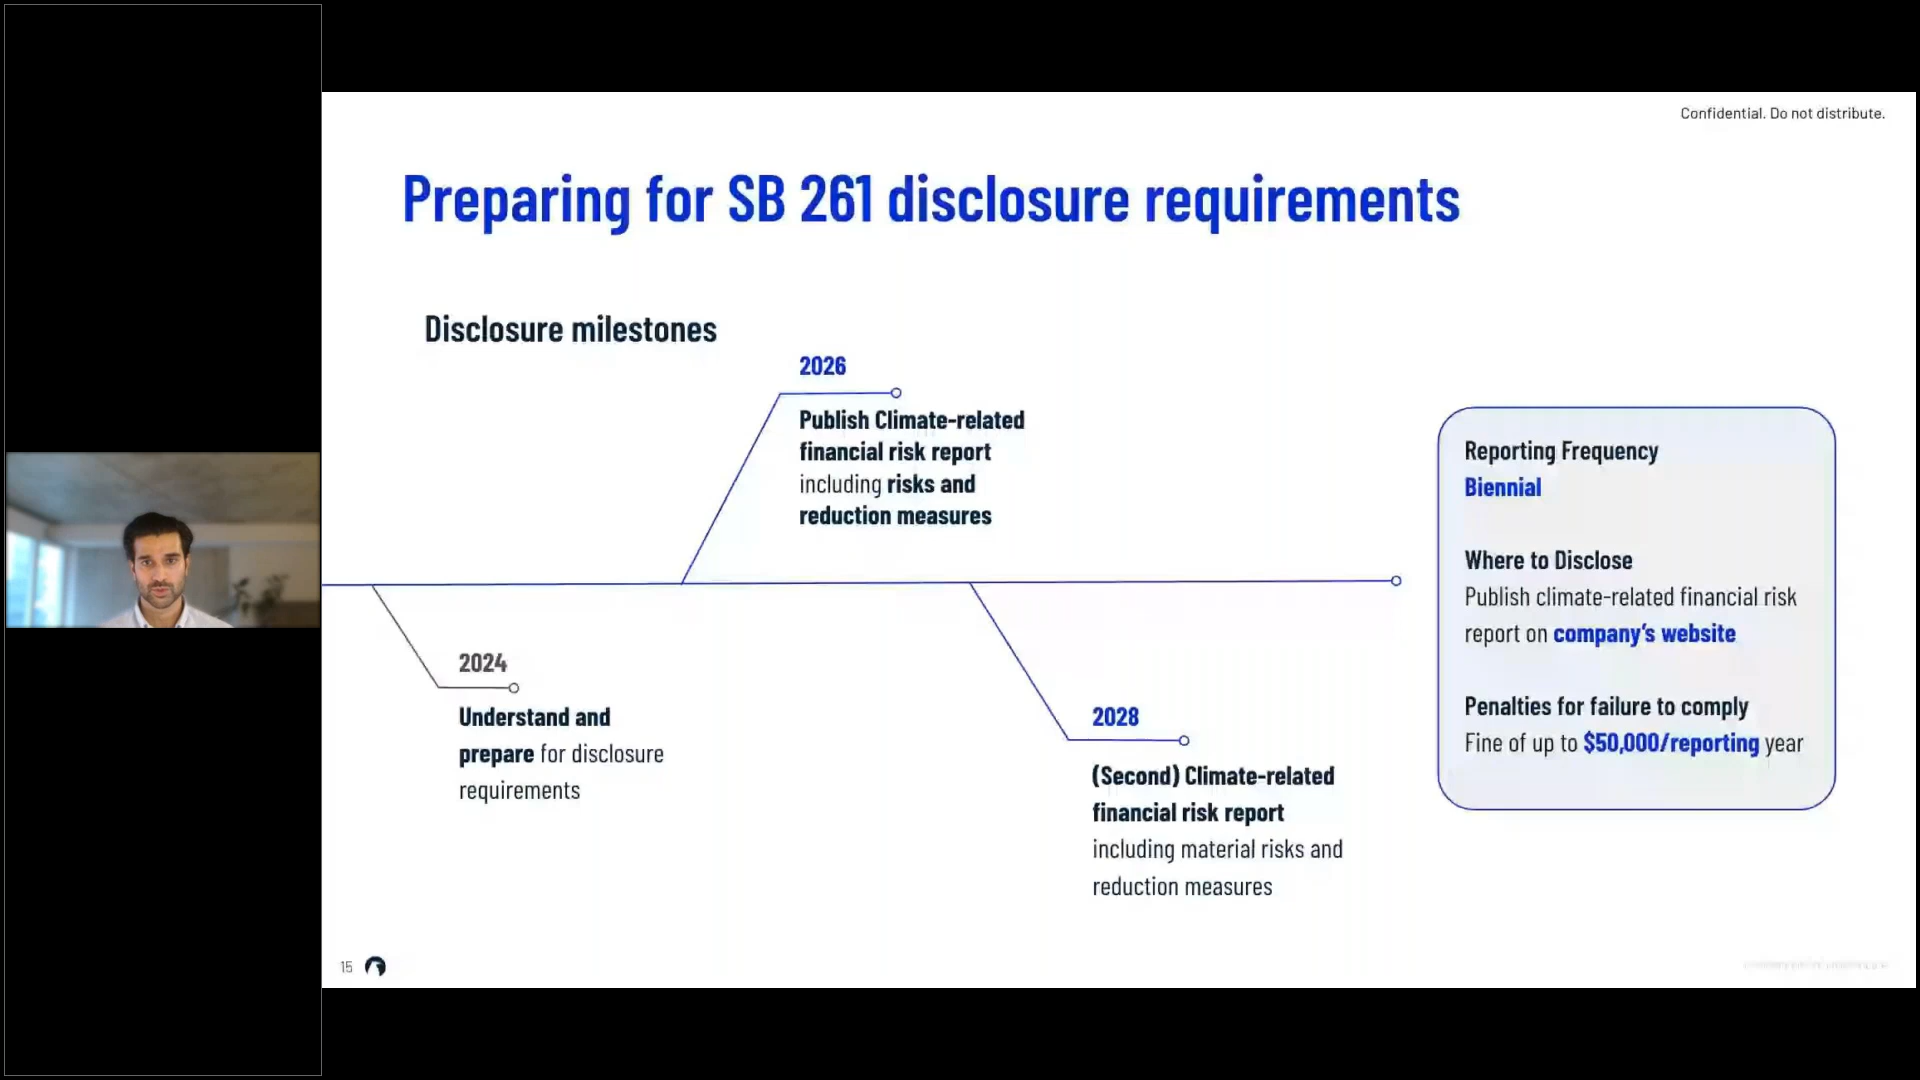 Confidential. Do not distribute.
Preparing for SB 261 disclosure requirements
Disclosure milestones
2026
Publish Climate-related
financial risk report
including risks and
reduction measures
2024
Understand and
prepare for disclosure
requirements
2028
(Second) Climate-related
financial risk report
including material risks and
reduction measures
Reporting Frequency
Biennial
Where to Disclose
Publish climate-related financial risk
report on company's website
Penalties for failure to comply
Fine of up to $50,000/reporting year
15